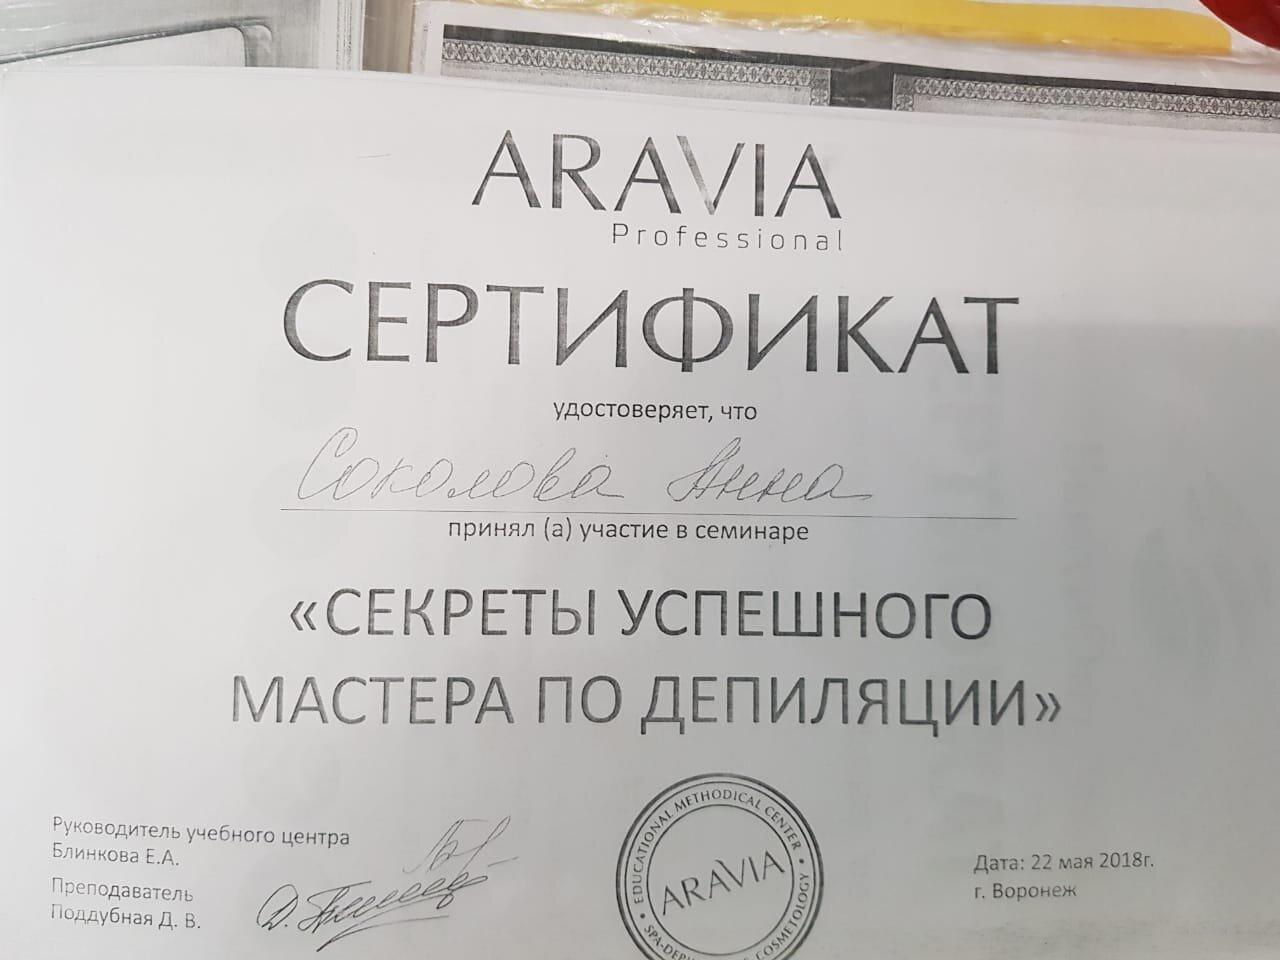 ARAVIA
Professional
СЕРТИФИКАТ
удостоверяет, что
Соколова Анна
принял (а) участие в семинаре
«СЕКРЕТЫ УСПЕШНОГО
МАСТЕРА ПО ДЕПИЛЯЦИИ»
Руководитель учебного центра
Блинкова Е.А.
Преподаватель
Поддубная Д. В.
EDUCATIONAL METHODICAL CENTER
ARAVIA
COSMETOLOGY
Дата: 22 мая 2018г.
г. Воронеж